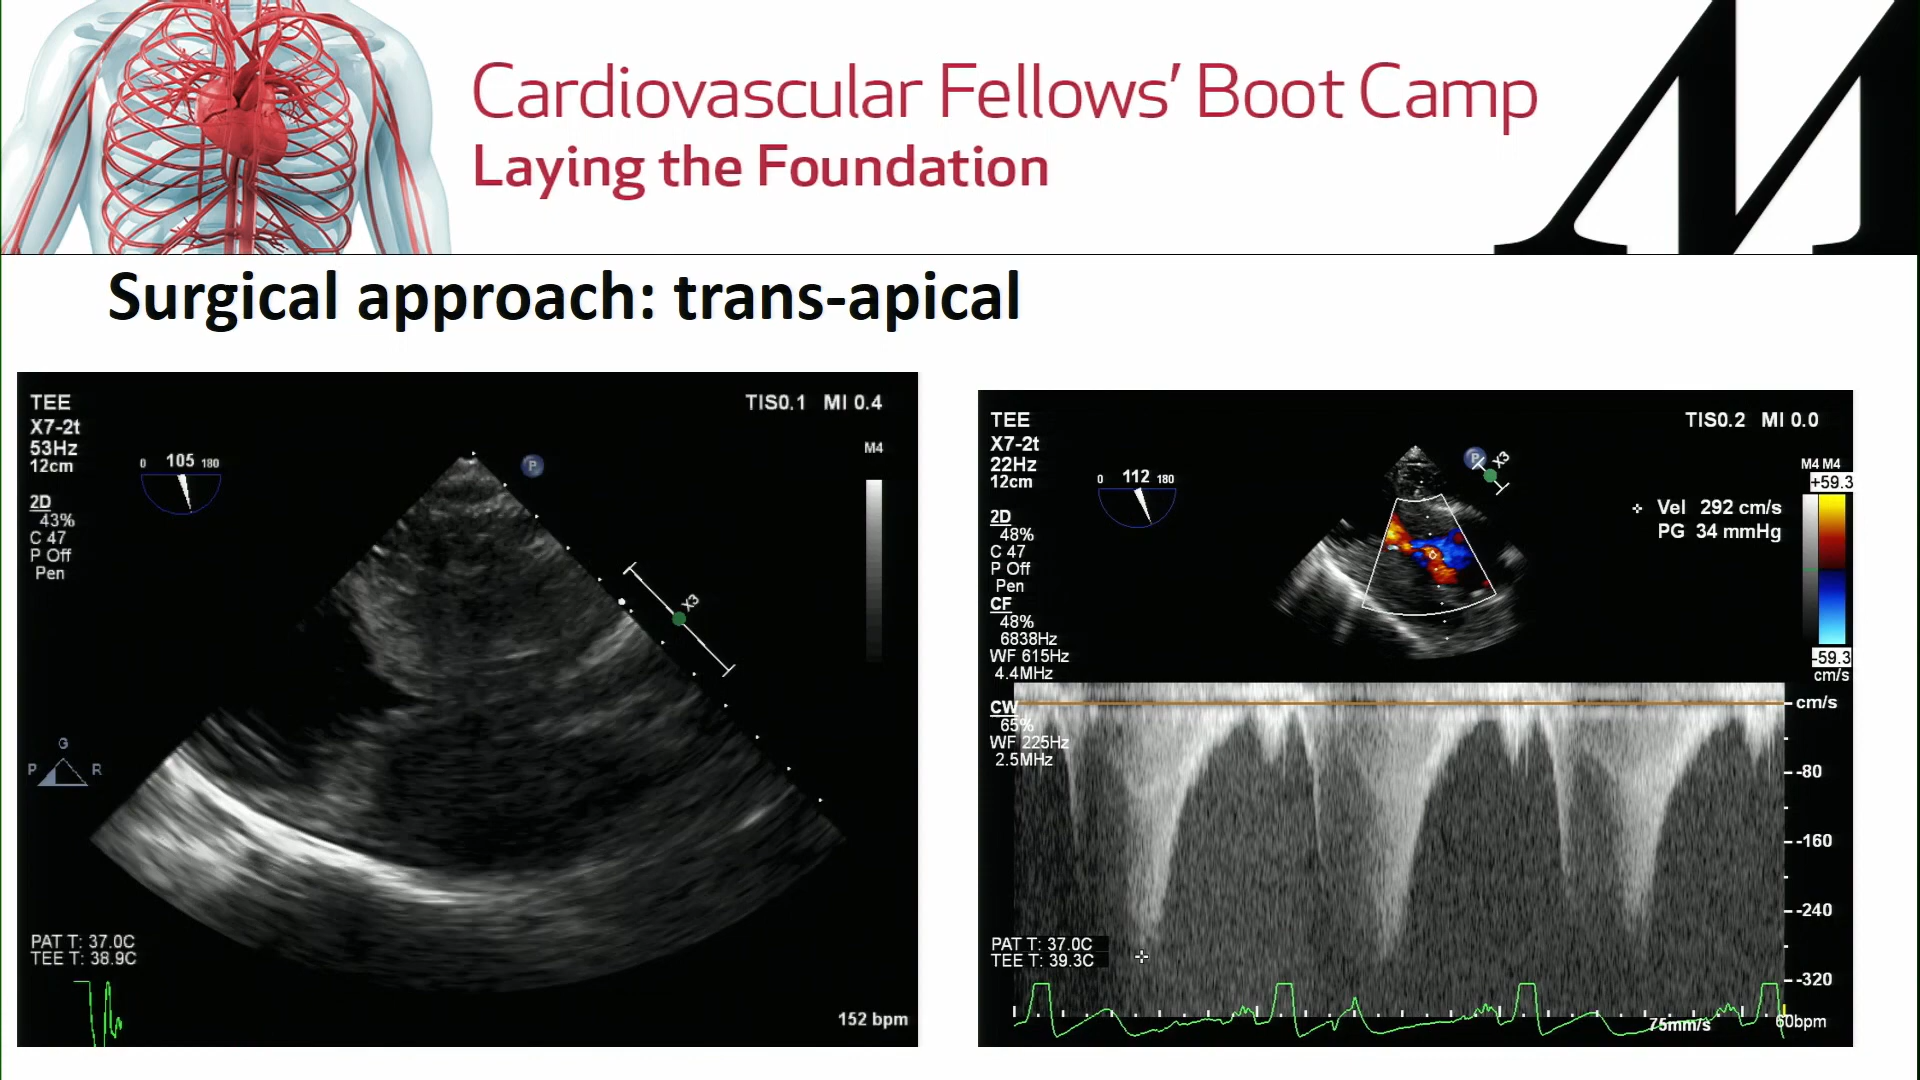 Cardiovascular Fellows’ Boot Camp
Laying the Foundation
M
Surgical approach: trans-apical
TEE
X7-2t
53Hz
12cm
2D
43%
C 47
P Off
Pen
0 105 180
P
TIS0.1 MI 0.4
M4
X3
G
P R
PAT T: 37.0C
TEE T: 38.9C
152 bpm
TEE
X7-2t
22Hz
12cm
2D
48%
C 47
P Off
Pen
CF
48%
6838Hz
WF 615Hz
4.4MHz
CW
65%
WF 225Hz
2.5MHz
0 112 180
P
X3
TIS0.2 MI 0.0
M4 M4
+59.3
-59.3
cm/s
Vel 292 cm/s
PG 34 mmHg
cm/s
-80
-160
-240
-320
PAT T: 37.0C
TEE T: 39.3C
75mm/s
60bpm